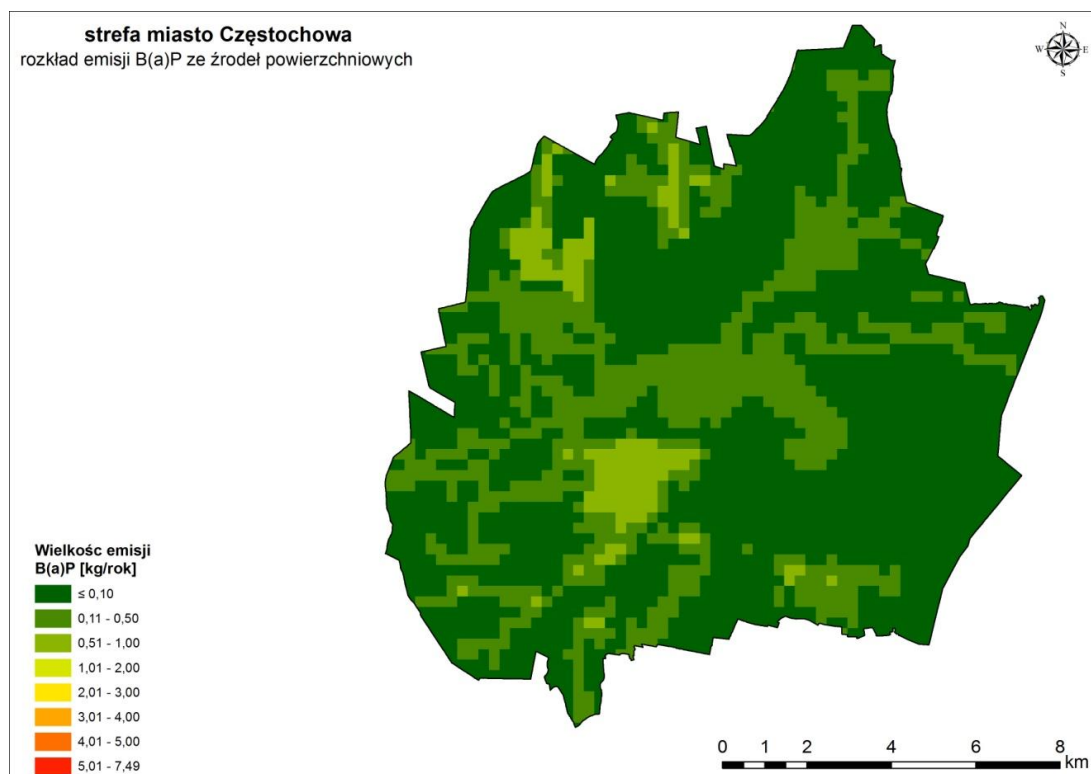 strefa miasto Częstochowa
rozkład emisji B(a)P ze źródeł powierzchniowych
N
W E
S
Wielkośc emisji
B(a)P [kg/rok]
≤ 0,10
0,11 - 0,50
0,51 - 1,00
1,01 - 2,00
2,01 - 3,00
3,01 - 4,00
4,01 - 5,00
5,01 - 7,49
0 1 2 4 6 8
km